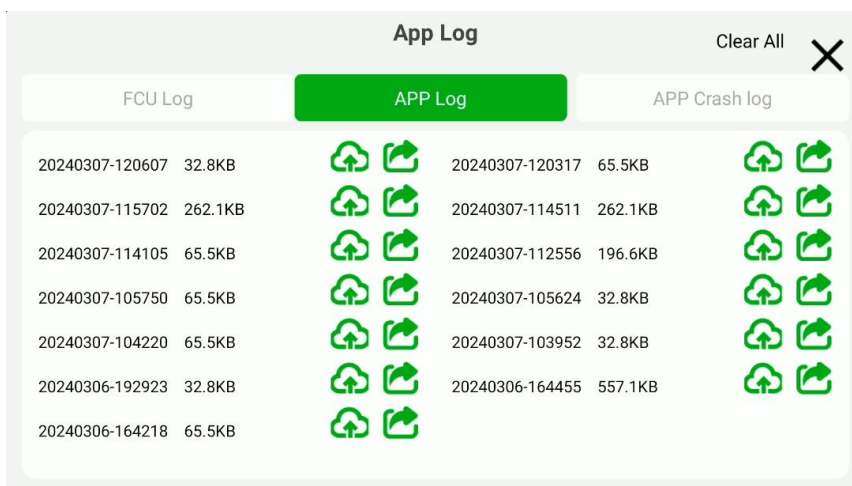 App Log
Clear All
FCU Log
APP Log
APP Crash log
20240307-120607 32.8KB
20240307-120317 65.5KB
20240307-115702 262.1KB
20240307-114511 262.1KB
20240307-114105 65.5KB
20240307-112556 196.6KB
20240307-105750 65.5KB
20240307-105624 32.8KB
20240307-104220 65.5KB
20240307-103952 32.8KB
20240306-192923 32.8KB
20240306-164455 557.1KB
20240306-164218 65.5KB